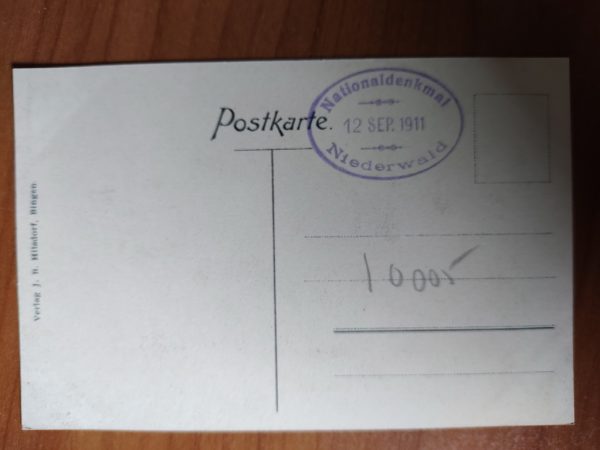 Postkarte.
Nationaldenkmal
12 SEP. 1911
Niederwald
1000.-
Verlag J. B. Hilsdorf, Bingen